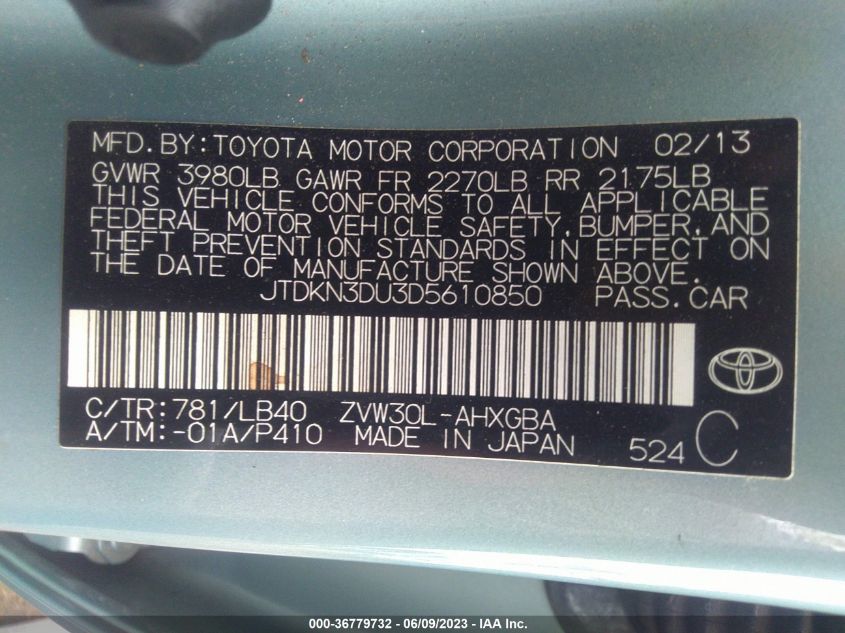 MFD.BY:TOYOTA MOTOR CORPORATION 02/13
GVWR 3980LB GAWR FR 2270LB RR 2175LB
THIS VEHICLE CONFORMS TO ALL APPLICABLE
FEDERAL MOTOR VEHICLE SAFETY,BUMPER,AND
THEFT PREVENTION STANDARDS IN EFFECT ON
THE DATE OF MANUFACTURE SHOWN ABOVE.
JTDKN3DU3D5610850 PASS.CAR
C/TR:781/LB40 ZVW30L-AHXGBA
A/TM:-01A/P410 MADE IN JAPAN 524 C
000-36779732 - 06/09/2023 - IAA Inc.